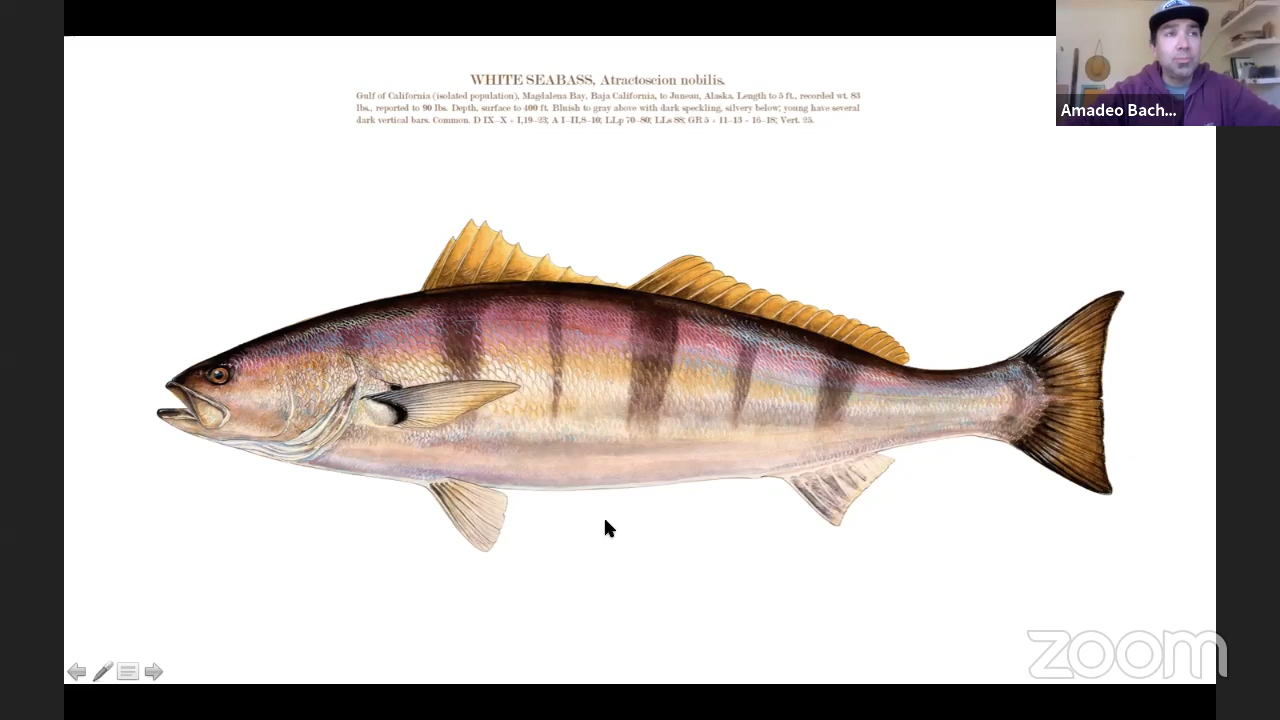 WHITE SEABASS, Atractoscion nobilis.
Gulf of California (isolated population), Magdalena Bay, Baja California, to Juneau, Alaska. Length to 5 ft., recorded wt. 83
lbs., reported to 90 lbs. Depth, surface to 400 ft. Bluish to gray above with dark speckling, silvery below; young have several
dark vertical bars. Common. D IX–X + I,19–23; A I–II,8–10; LLp 70–80; LLs 88; GR 5 + 11–13 = 16–18; Vert. 25.
Amadeo Bach...
zoom